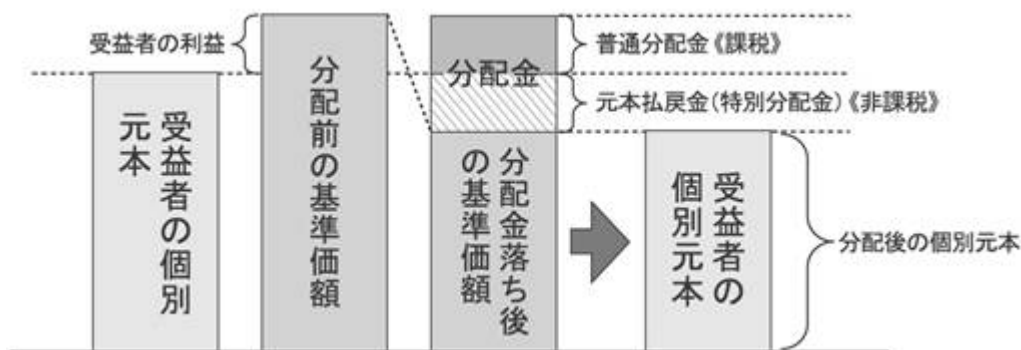 受益者の利益
受益者の個別
元本
分配前の基準価額
分配金
分配金落ち後
の基準価額
普通分配金《課税》
元本払戻金(特別分配金)《非課税》
受益者の
個別元本
分配後の個別元本